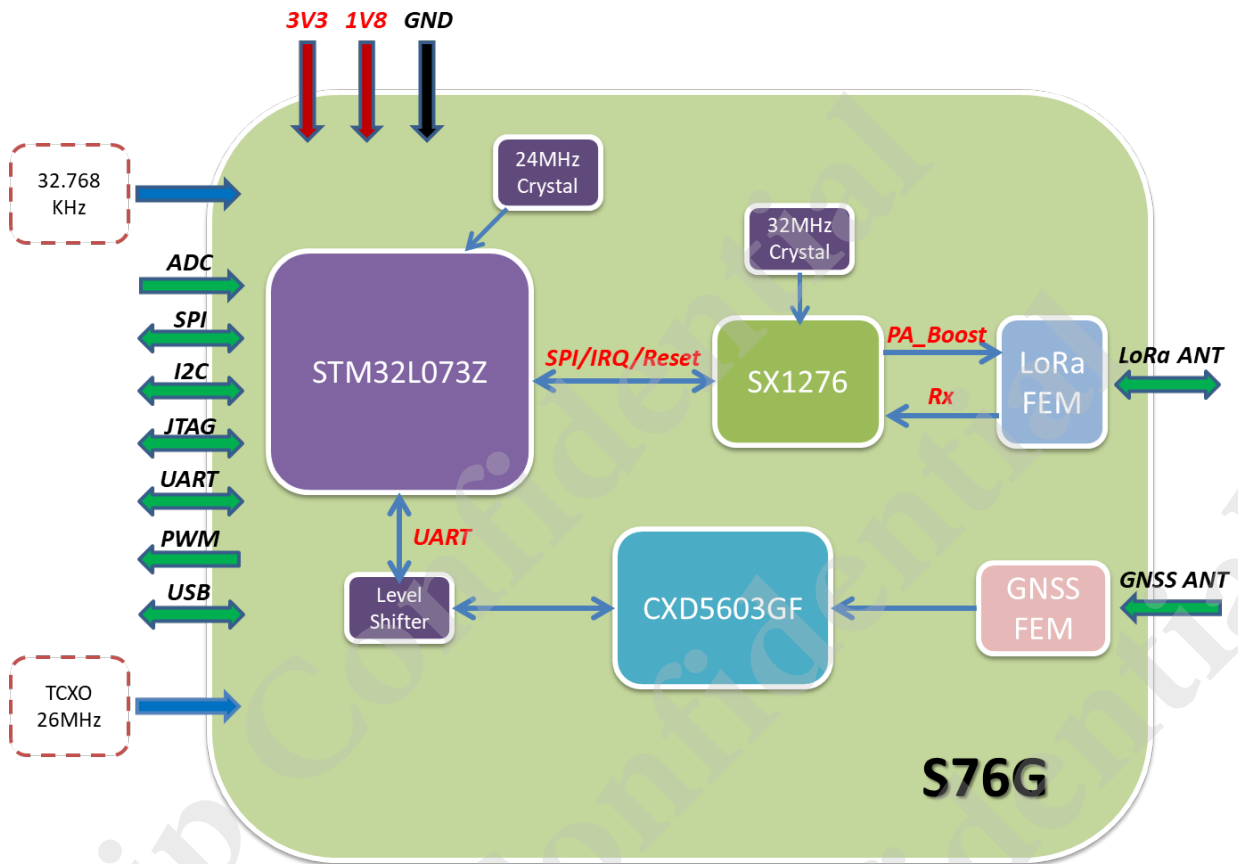 3V3 1V8 GND
32.768
KHz
24MHz
Crystal
32MHz
Crystal
ADC
SPI
I2C
JTAG
UART
PWM
USB
STM32L073Z
SPI/IRQ/Reset
SX1276
PA_Boost
Rx
LoRa
FEM
LoRa ANT
UART
Level
Shifter
CXD5603GF
GNSS
FEM
GNSS ANT
TCXO
26MHz
S76G
Confidential